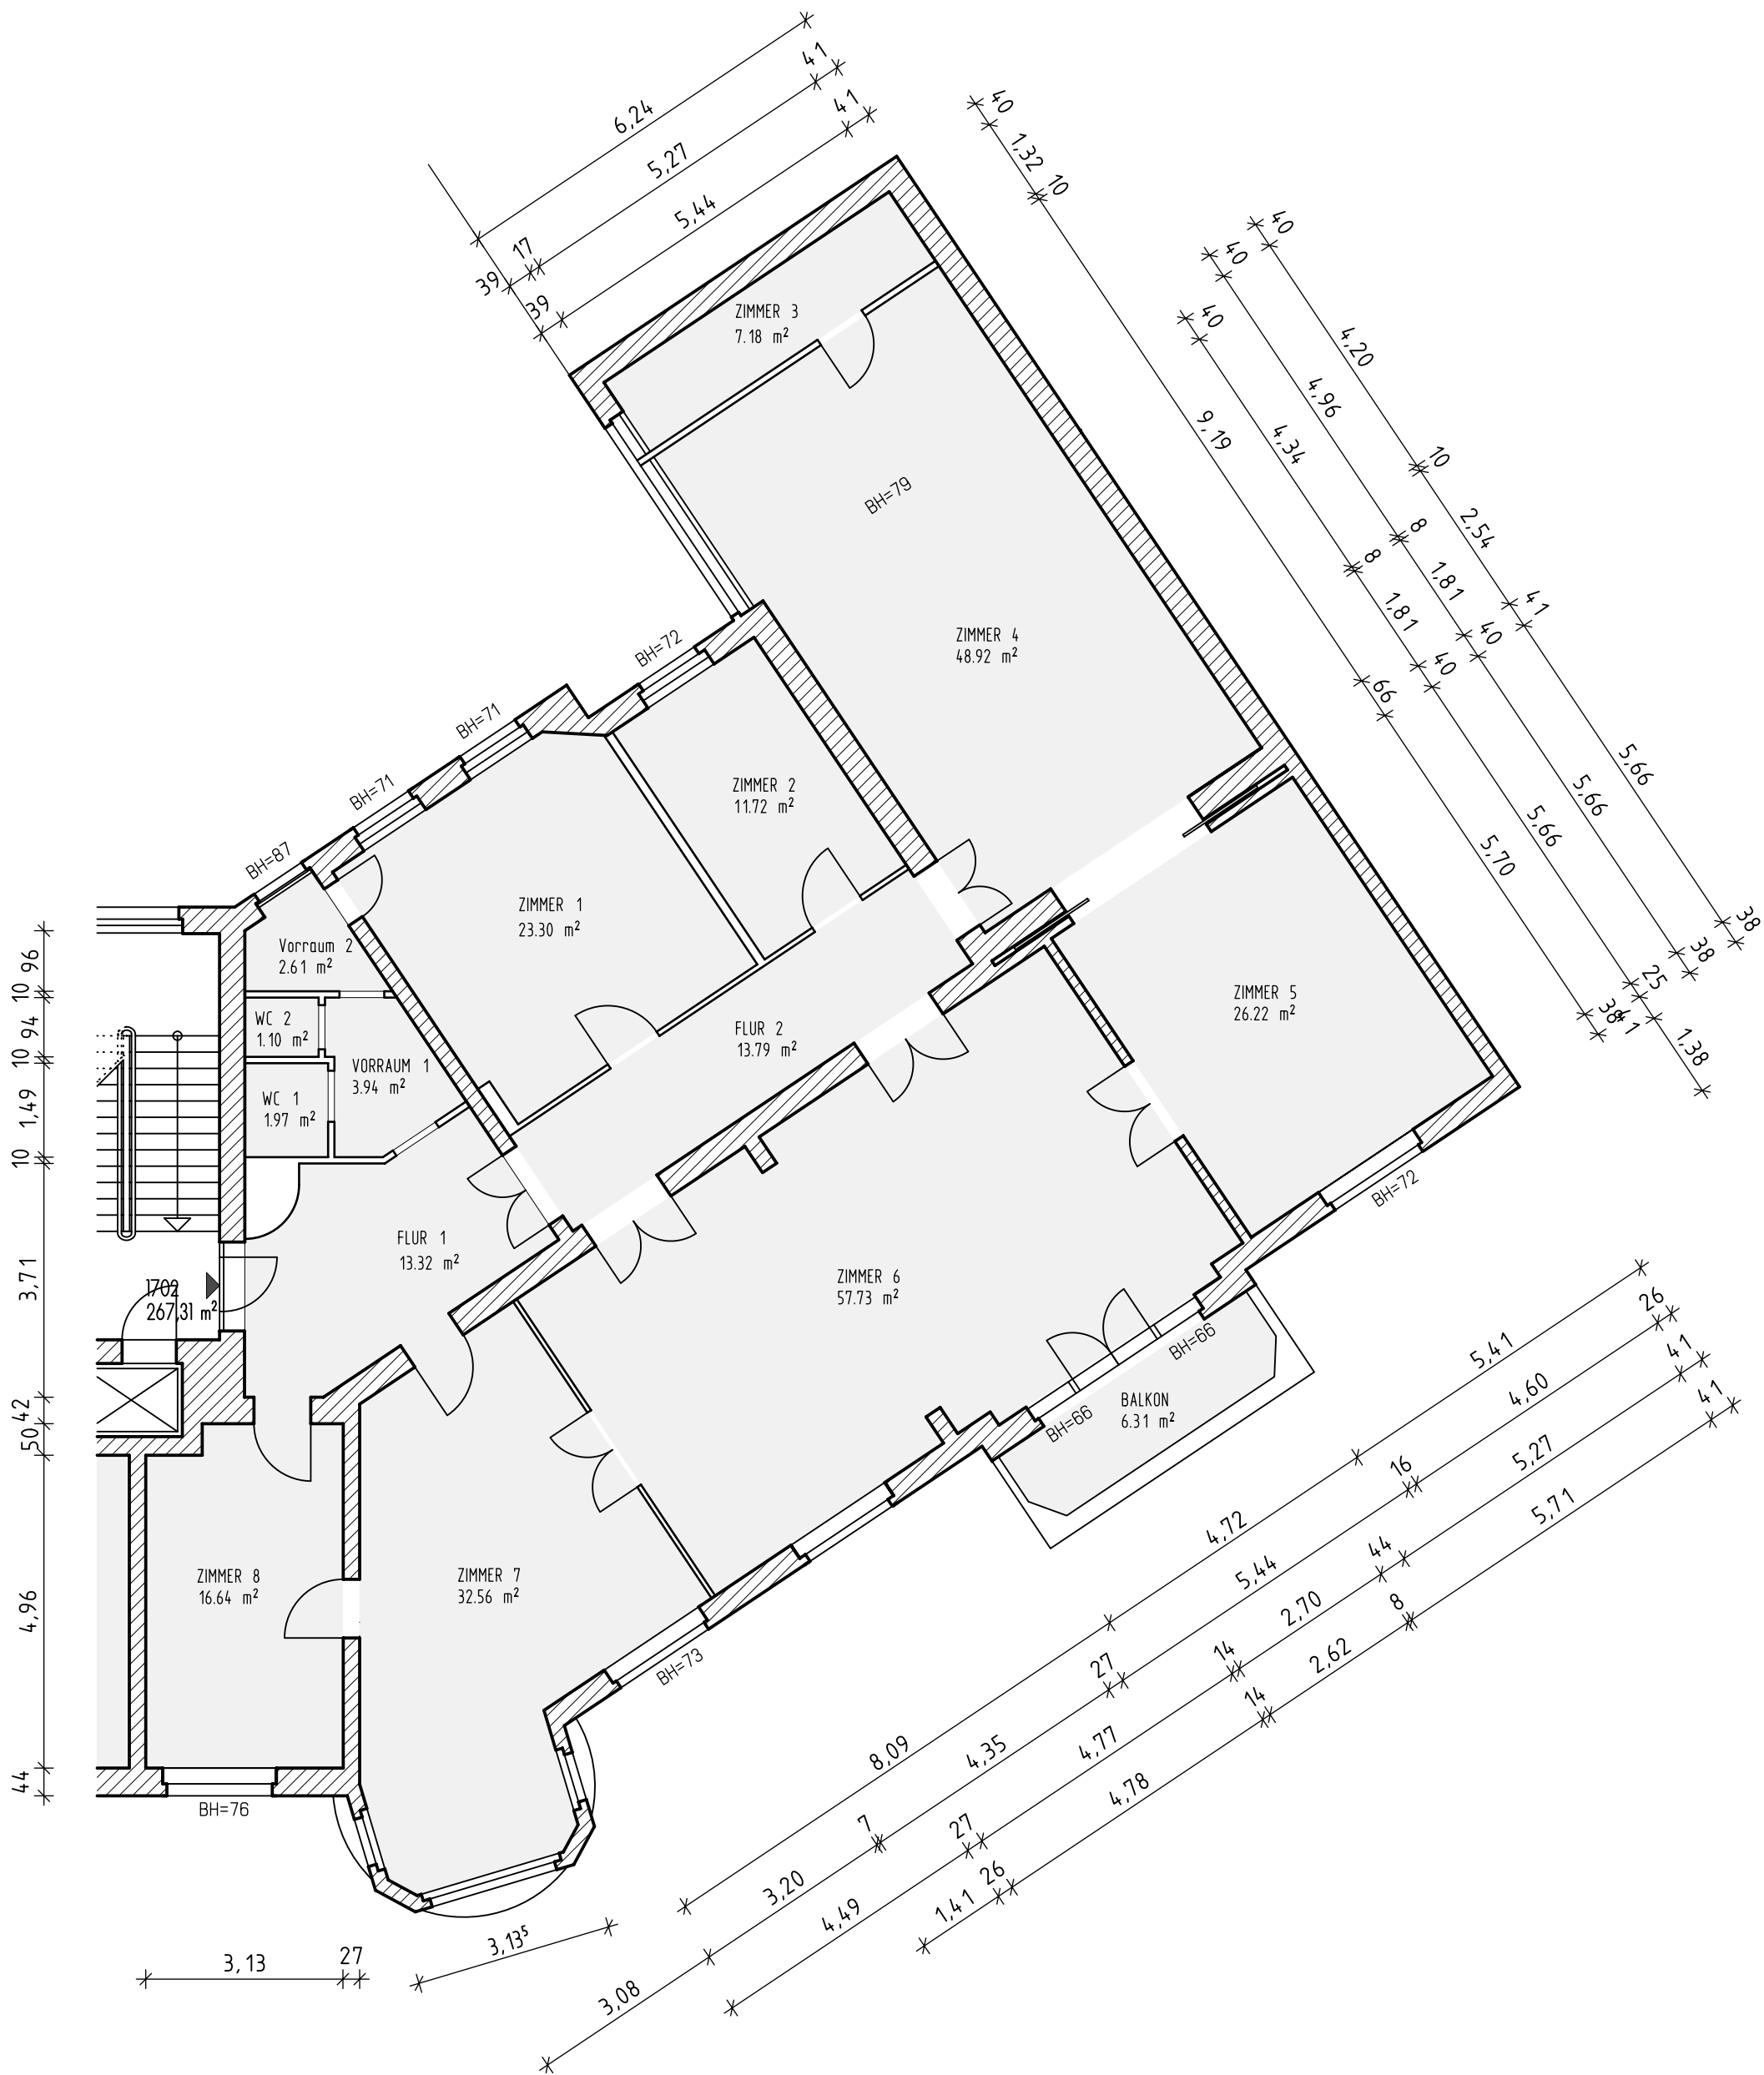 6,24
41
5,27
41
5,44
17
39
39
40
1,32
10
9,19
66
5,70
38
40
4,34
8
1,81
40
5,66
25
41
1,38
40
4,96
8
1,81
40
5,66
38
40
4,20
10
2,54
41
5,66
38
ZIMMER 3
7.18 m²
BH=79
ZIMMER 4
48.92 m²
BH=72
BH=71
BH=71
BH=87
ZIMMER 2
11.72 m²
ZIMMER 1
23.30 m²
Vorraum 2
2.61 m²
WC 2
1.10 m²
VORRAUM 1
3.94 m²
WC 1
1.97 m²
FLUR 2
13.79 m²
ZIMMER 5
26.22 m²
BH=72
FLUR 1
13.32 m²
1702
267,31 m²
ZIMMER 6
57.73 m²
BH=66
BH=66
BALKON
6.31 m²
ZIMMER 8
16.64 m²
ZIMMER 7
32.56 m²
BH=73
BH=76
96
10
94
10
1,49
10
3,71
42
50
4,96
44
3,13
27
3,13⁵
5,41
4,72
8,09
26
4,60
16
5,44
27
4,35
7
3,20
3,08
41
5,27
44
2,70
14
4,77
27
4,49
41
5,71
8
2,62
14
4,78
26
1,41